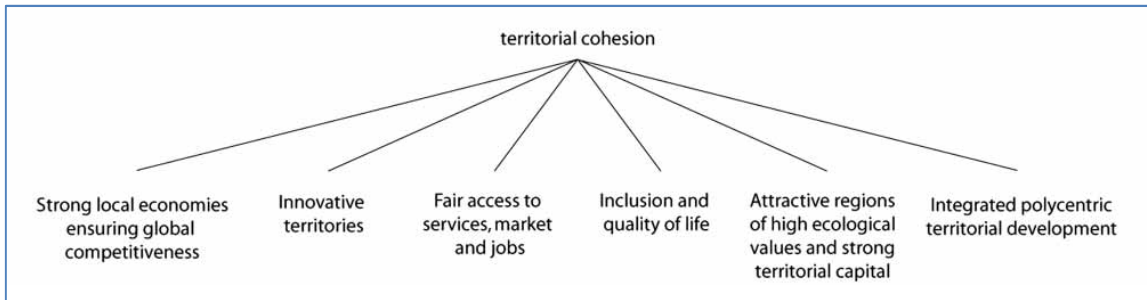 territorial cohesion
Strong local economies
ensuring global
competitiveness
Innovative
territories
Fair access to
services, market
and jobs
Inclusion and
quality of life
Attractive regions
of high ecological
values and strong
territorial capital
Integrated polycentric
territorial development